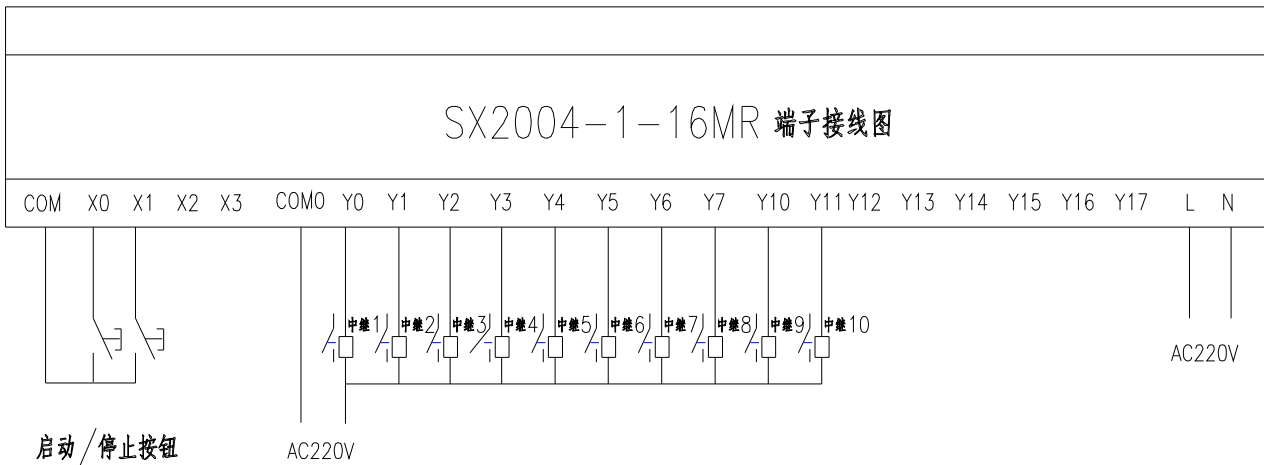 SX2004-1-16MR 端子接线图
COM X0 X1 X2 X3 COM0 Y0 Y1 Y2 Y3 Y4 Y5 Y6 Y7 Y10 Y11 Y12 Y13 Y14 Y15 Y16 Y17 L N
中继1 中继2 中继3 中继4 中继5 中继6 中继7 中继8 中继9 中继10
AC220V
启动/停止按钮 AC220V